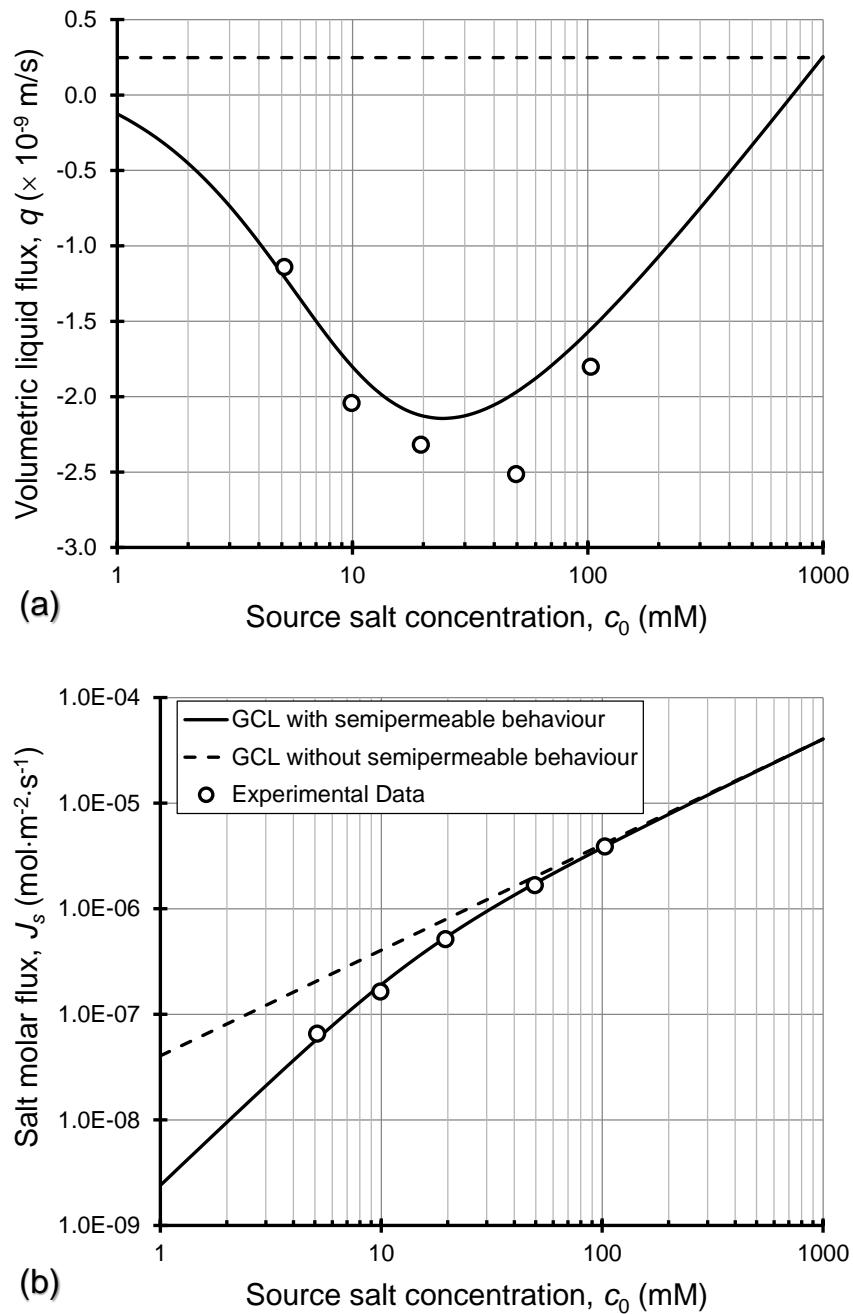 0.5
0.0
-0.5
-1.0
-1.5
-2.0
-2.5
-3.0
Volumetric liquid flux, q (× 10-9 m/s)
1 10 100 1000
(a)
Source salt concentration, c0 (mM)
1.0E-04
1.0E-05
1.0E-06
1.0E-07
1.0E-08
1.0E-09
Salt molar flux, Js (mol·m-2·s-1)
GCL with semipermeable behaviour
GCL without semipermeable behaviour
Experimental Data
1 10 100 1000
(b)
Source salt concentration, c0 (mM)